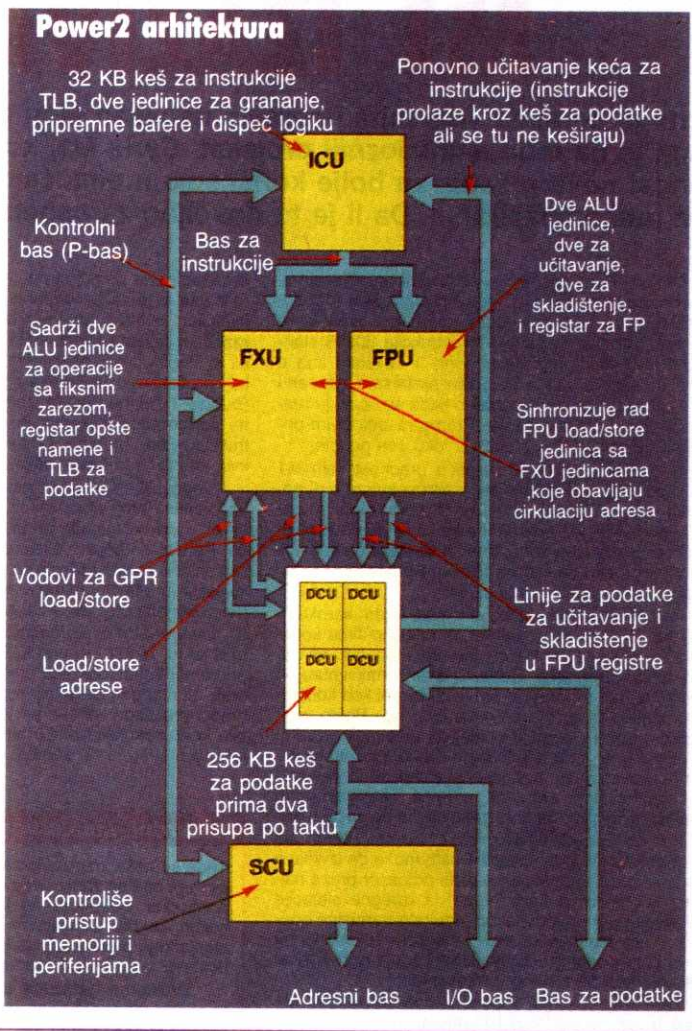 Power2 arhitektura
32 KB keš za instrukcije
TLB, dve jedinice za grananje,
pripremne bafere i dispeč logiku
Ponovno učitavanje keća za
instrukcije (instrukcije
prolaze kroz keš za podatke
ali se tu ne keširaju)
ICU
Kontrolni
bas (P-bas)
Bas za
instrukcije
Dve ALU
jedinice,
dve za
učitavanje,
dve za
skladištenje,
i registar za FP
Sadrži dve
ALU jedinice
za operacije
sa fiksnim
zarezom,
registar opšte
namene i
TLB za
podatke
FXU
FPU
Sinhronizuje rad
FPU load/store
jedinica sa
FXU jedinicama
,koje obavljaju
cirkulaciju adresa
Vodovi za GPR
load/store
DCU
DCU
DCU
DCU
Linije za podatke
za učitavanje i
skladištenje
u FPU registre
Load/store
adrese
256 KB keš
za podatke
prima dva
prisupa po taktu
SCU
Kontroliše
pristup
memoriji i
periferijama
Adresni bas
I/O bas
Bas za podatke